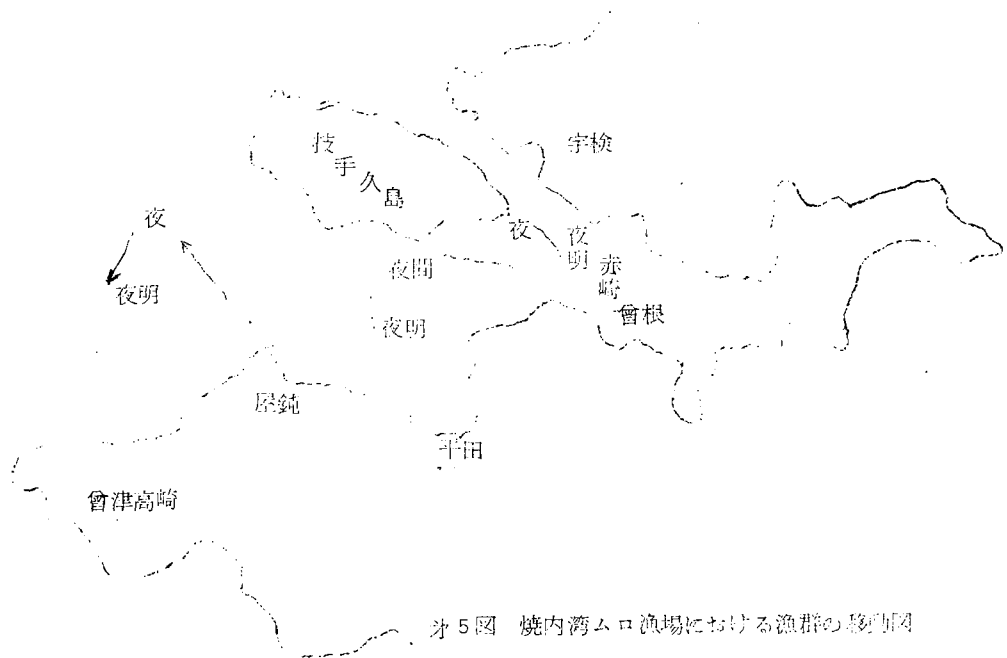 宇検
技手久島
夜
夜
夜明
赤崎
夜間
夜明
曾根
夜明
屋鈍
平田
曾津高崎
才5図 焼内湾ムロ漁場における漁群の移動図